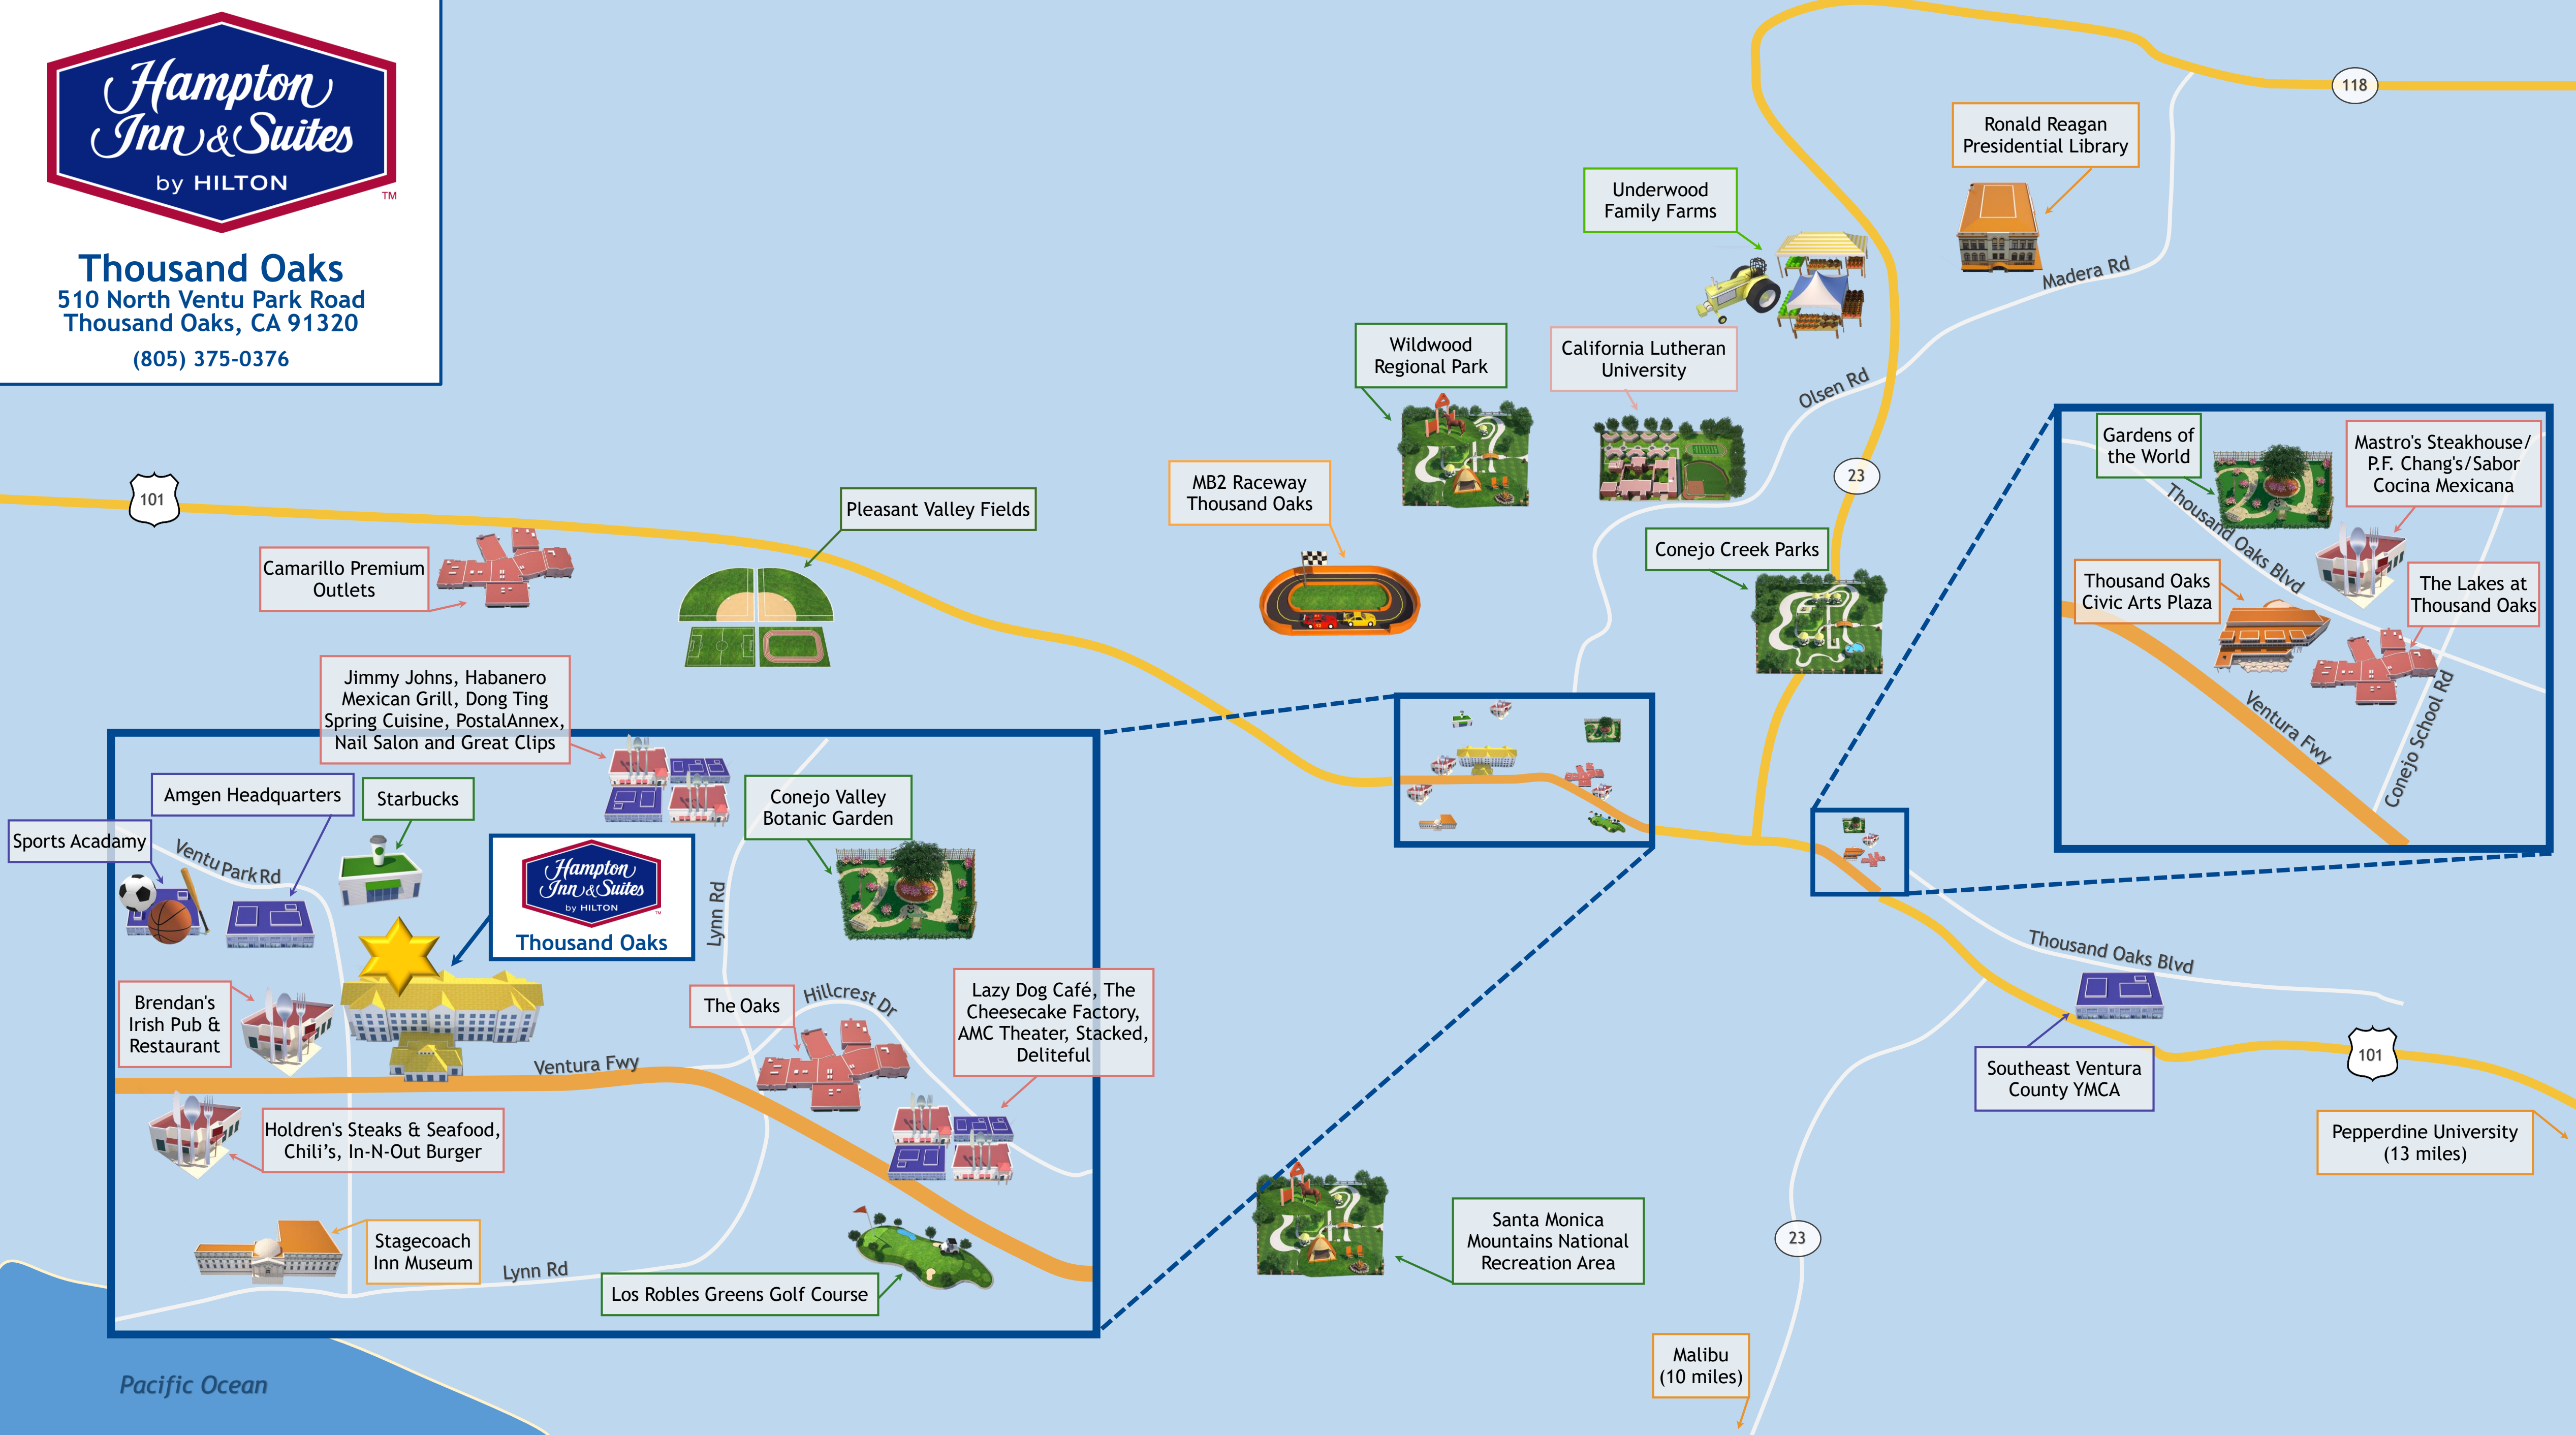 Hampton
Inn & Suites
by HILTON
TM
Thousand Oaks
510 North Ventu Park Road
Thousand Oaks, CA 91320
(805) 375-0376
118
Ronald Reagan
Presidential Library
Underwood
Family Farms
Madera Rd
Wildwood
Regional Park
California Lutheran
University
Olsen Rd
101
Pleasant Valley Fields
MB2 Raceway
Thousand Oaks
23
Camarillo Premium
Outlets
Conejo Creek Parks
Gardens of
the World
Mastro's Steakhouse/
P.F. Chang's/Sabor
Cocina Mexicana
Thousand Oaks Blvd
Thousand Oaks
Civic Arts Plaza
The Lakes at
Thousand Oaks
Ventura Fwy
Conejo School Rd
Jimmy Johns, Habanero
Mexican Grill, Dong Ting
Spring Cuisine, PostalAnnex,
Nail Salon and Great Clips
Amgen Headquarters
Starbucks
Sports Acadamy
Ventu Park Rd
Conejo Valley
Botanic Garden
Hampton
Inn & Suites
by HILTON
TM
Thousand Oaks
Lynn Rd
Brendan's
Irish Pub &
Restaurant
The Oaks
Hillcrest Dr
Lazy Dog Café, The
Cheesecake Factory,
AMC Theater, Stacked,
Deliteful
Ventura Fwy
Holdren's Steaks & Seafood,
Chili's, In-N-Out Burger
Stagecoach
Inn Museum
Lynn Rd
Los Robles Greens Golf Course
Thousand Oaks Blvd
Southeast Ventura
County YMCA
101
Pepperdine University
(13 miles)
Santa Monica
Mountains National
Recreation Area
23
Malibu
(10 miles)
Pacific Ocean